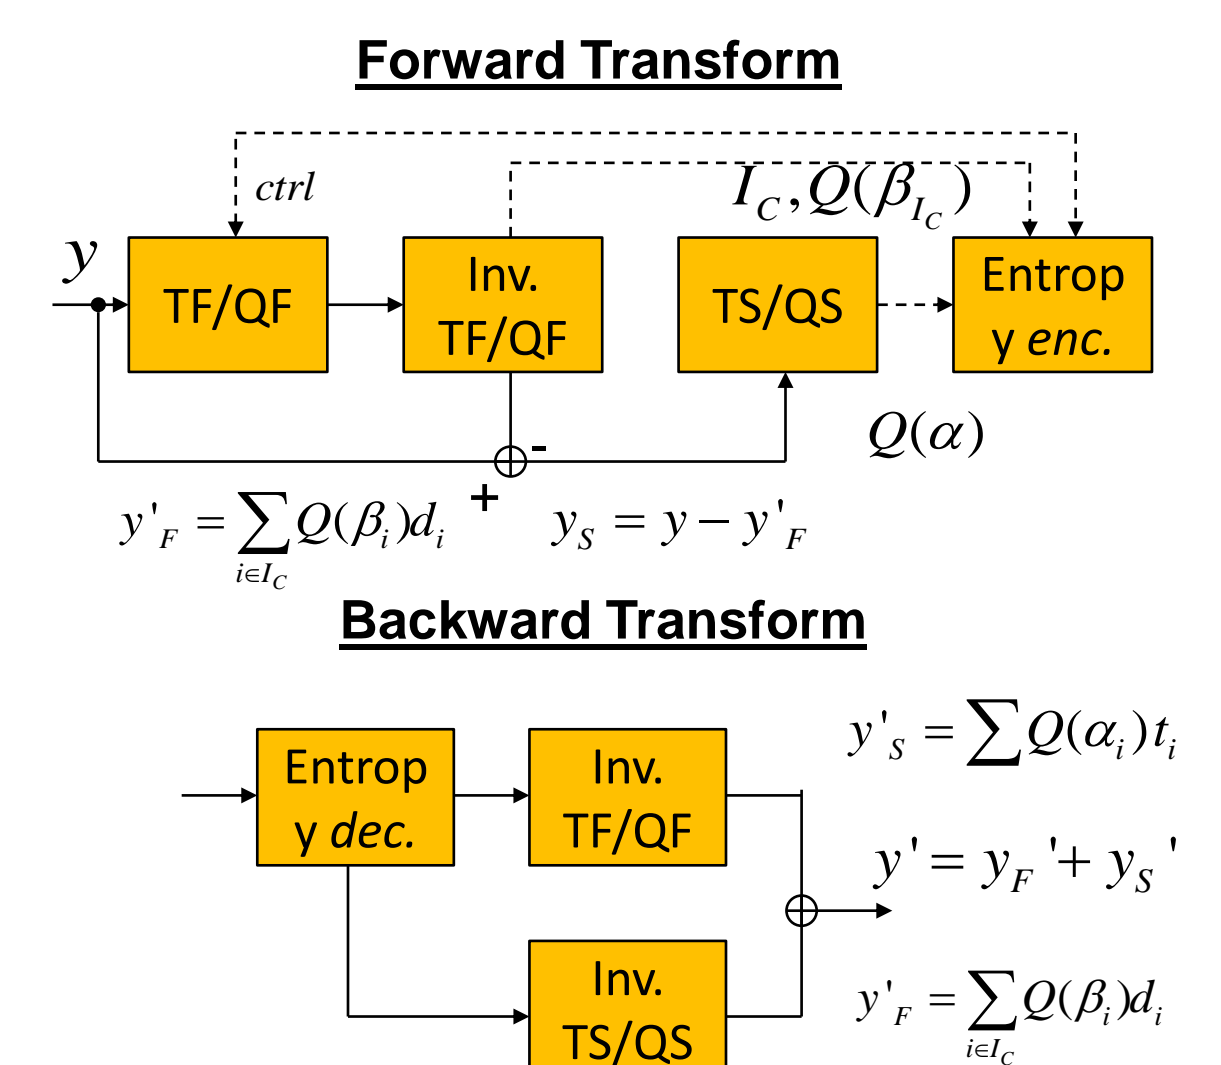 Forward Transform
ctrl
I_C, Q(β_{I_C})
y
TF/QF
Inv.
TF/QF
TS/QS
Entrop
y enc.
Q(α)
-
+
y'_F = ∑_{i∈I_C} Q(β_i)d_i
y_S = y − y'_F
Backward Transform
Entrop
y dec.
Inv.
TF/QF
Inv.
TS/QS
y'_S = ∑ Q(α_i)t_i
y' = y_F' + y_S'
y'_F = ∑_{i∈I_C} Q(β_i)d_i